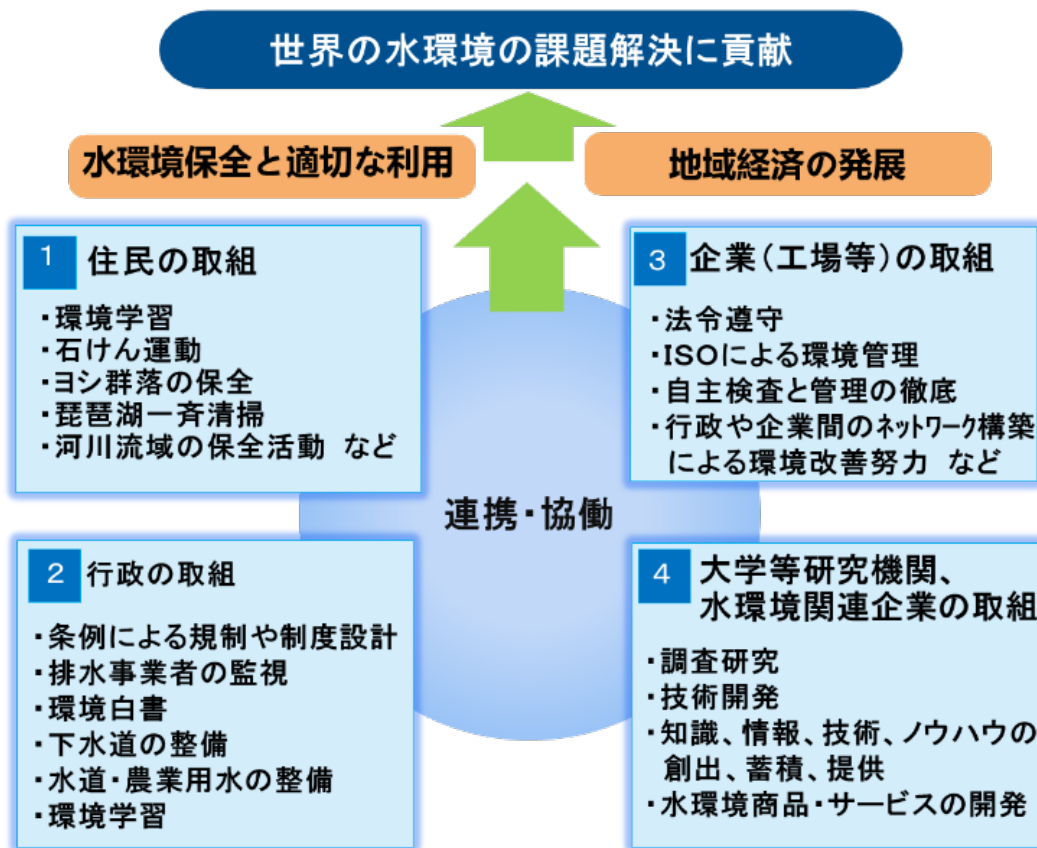 世界の水環境の課題解決に貢献
水環境保全と適切な利用
地域経済の発展
1 住民の取組
・環境学習
・石けん運動
・ヨシ群落の保全
・琵琶湖一斉清掃
・河川流域の保全活動 など
3 企業(工場等)の取組
・法令遵守
・ISOによる環境管理
・自主検査と管理の徹底
・行政や企業間のネットワーク構築
による環境改善努力 など
連携・協働
2 行政の取組
・条例による規制や制度設計
・排水事業者の監視
・環境白書
・下水道の整備
・水道・農業用水の整備
・環境学習
4 大学等研究機関、
水環境関連企業の取組
・調査研究
・技術開発
・知識、情報、技術、ノウハウの
創出、蓄積、提供
・水環境商品・サービスの開発